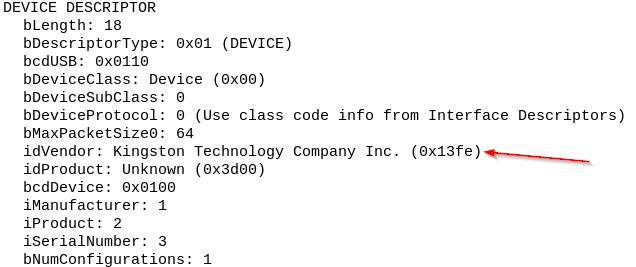 DEVICE DESCRIPTOR
bLength: 18
bDescriptorType: 0x01 (DEVICE)
bcdUSB: 0x0110
bDeviceClass: Device (0x00)
bDeviceSubClass: 0
bDeviceProtocol: 0 (Use class code info from Interface Descriptors)
bMaxPacketSize0: 64
idVendor: Kingston Technology Company Inc. (0x13fe)
idProduct: Unknown (0x3d00)
bcdDevice: 0x0100
iManufacturer: 1
iProduct: 2
iSerialNumber: 3
bNumConfigurations: 1